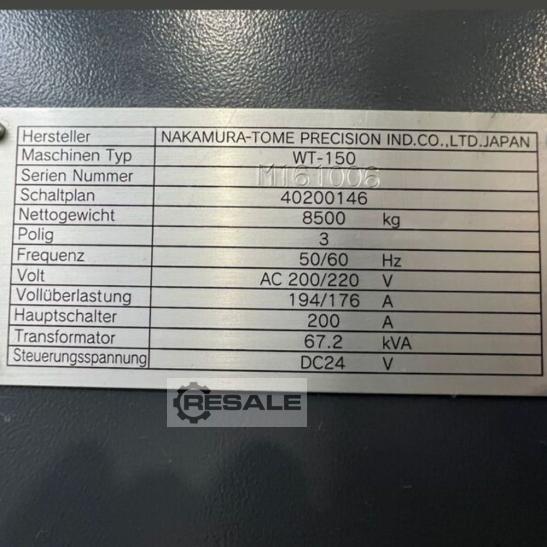 Hersteller NAKAMURA-TOME PRECISION IND.CO.,LTD.JAPAN
Maschinen Typ WT-150
Serien Nummer M161006
Schaltplan 40200146
Nettogewicht 8500 kg
Polig 3
Frequenz 50/60 Hz
Volt AC 200/220 V
Vollüberlastung 194/176 A
Hauptschalter 200 A
Transformator 67.2 kVA
Steuerungsspannung DC24 V
RESALE